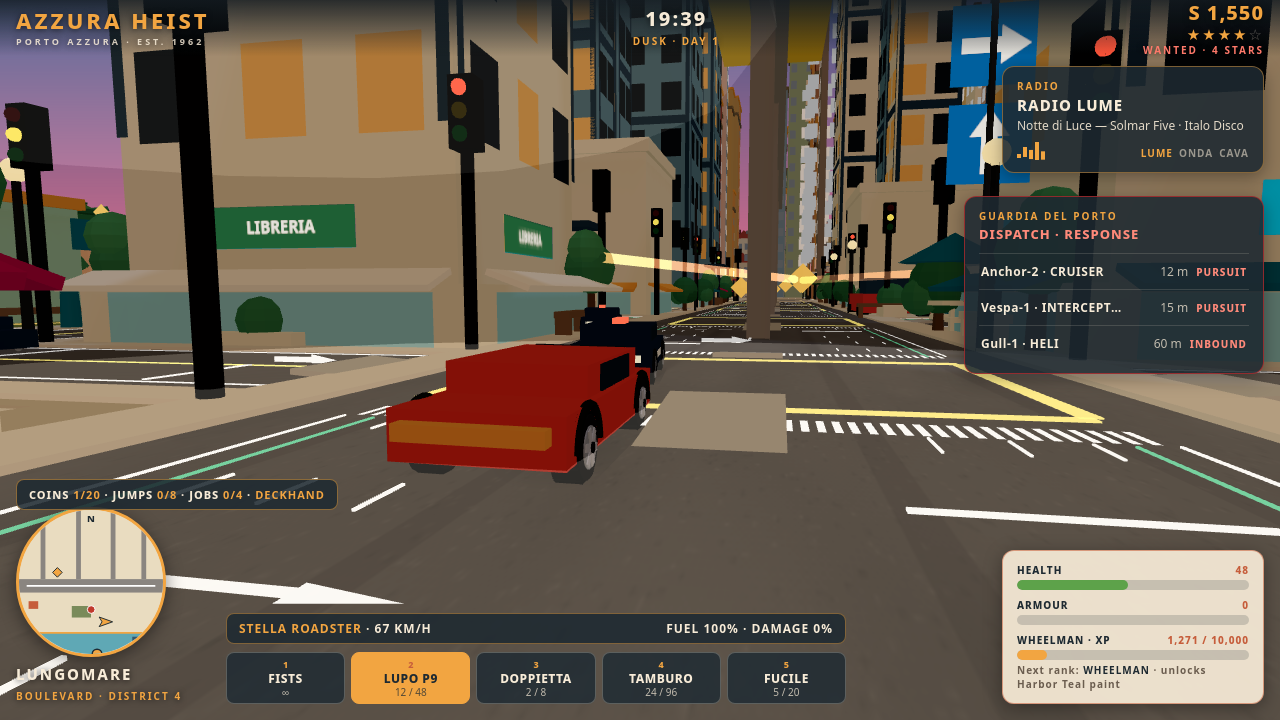 AZZURA HEIST
PORTO AZZURA · EST. 1962
19:39
DUSK · DAY 1
$ 1,550
★★★★☆
WANTED · 4 STARS
RADIO
RADIO LUME
Notte di Luce — Solmar Five · Italo Disco
LUME ONDA CAVA
GUARDIA DEL PORTO
DISPATCH · RESPONSE
Anchor-2 · CRUISER 12 m PURSUIT
Vespa-1 · INTERCEPT... 15 m PURSUIT
Gull-1 · HELI 60 m INBOUND
LIBRERIA
LIBRERIA
COINS 1/20 · JUMPS 0/8 · JOBS 0/4 · DECKHAND
N
LUNGOMARE
BOULEVARD · DISTRICT 4
STELLA ROADSTER · 67 KM/H FUEL 100% · DAMAGE 0%
1 FISTS ∞
2 LUPO P9 12 / 48
3 DOPPIETTA 2 / 8
4 TAMBURO 24 / 96
5 FUCILE 5 / 20
HEALTH 48
ARMOUR 0
WHEELMAN · XP 1,271 / 10,000
Next rank: WHEELMAN · unlocks
Harbor Teal paint